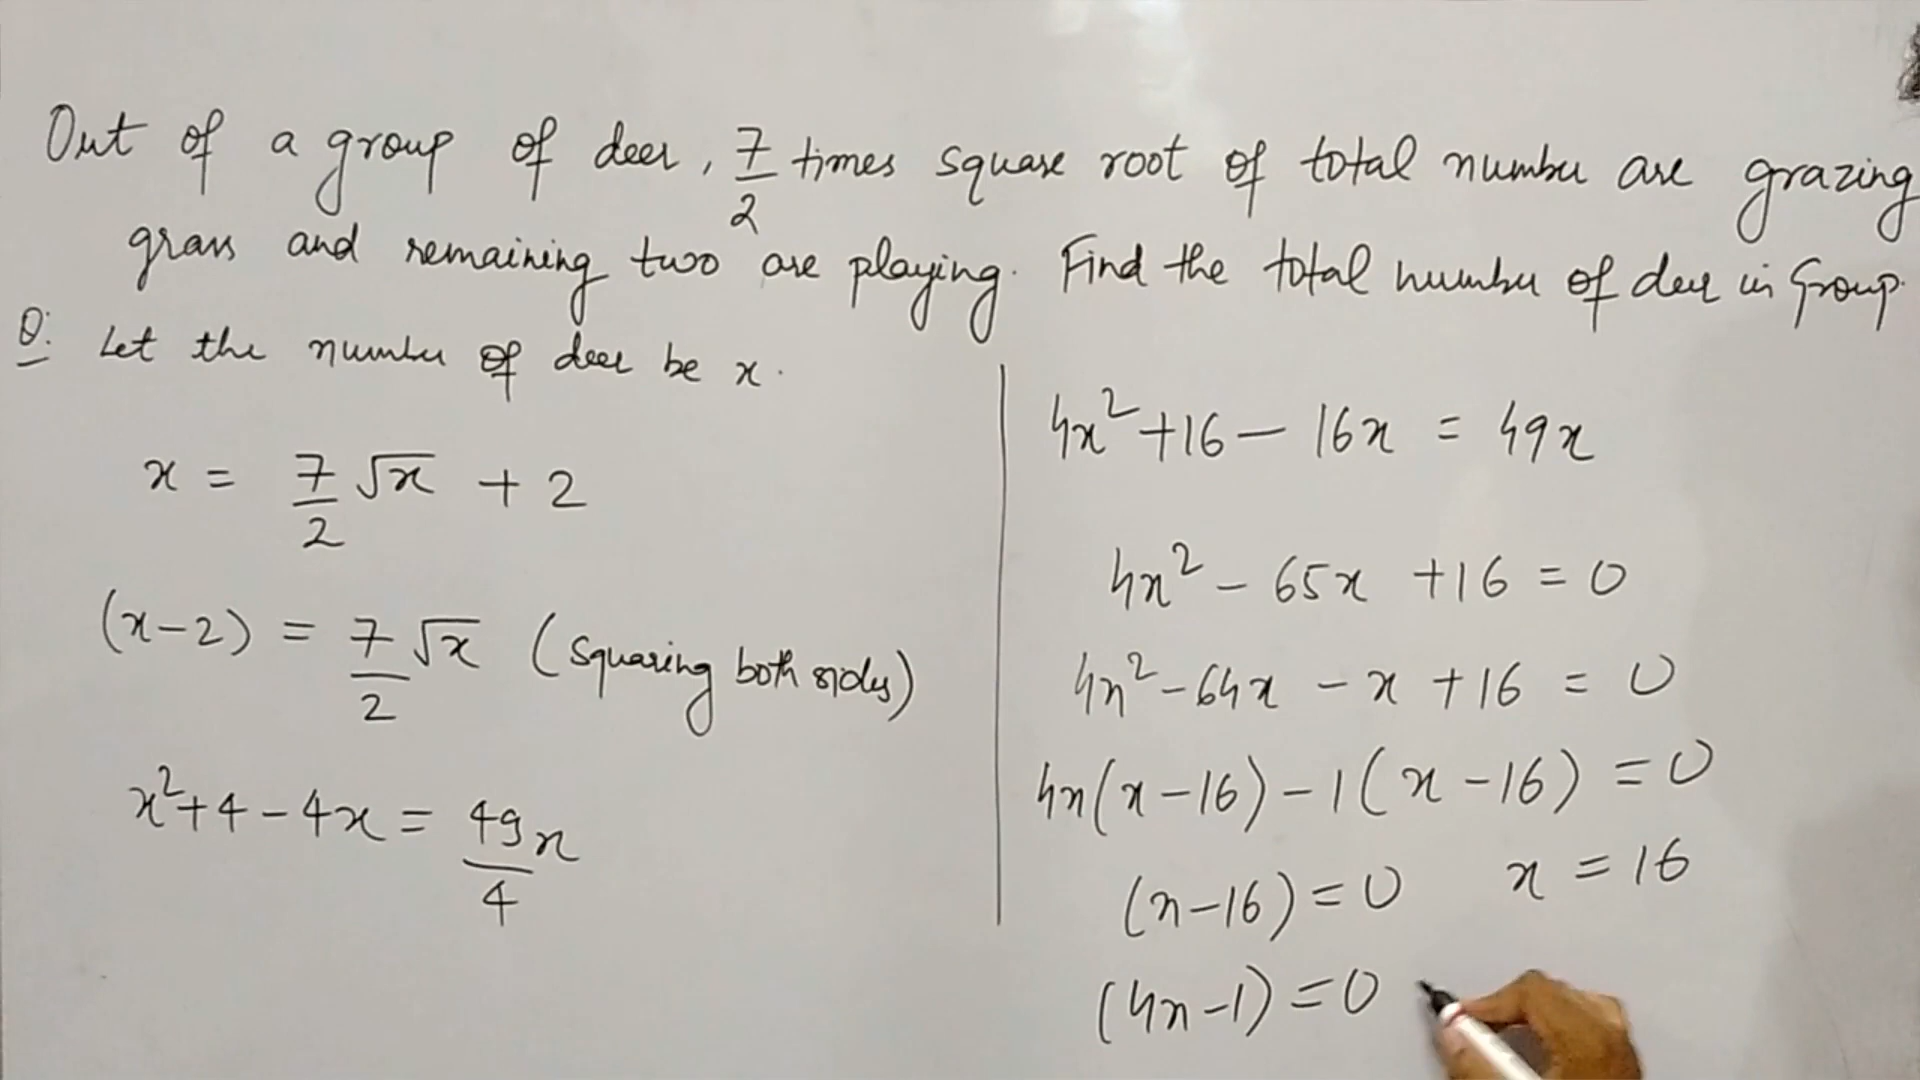 Out of a group of deer, 7/2 times square root of total number are grazing
grass and remaining two are playing. Find the total number of deer in Group.
Q. Let the number of deer be x.
x = 7/2 √x + 2
(x-2) = 7/2 √x (squaring both sides)
x²+4-4x = 49x/4
4x²+16-16x = 49x
4x² - 65x +16 = 0
4x²-64x - x +16 = 0
4x(x-16)-1(x-16) = 0
(x-16) = 0 x = 16
(4x-1) = 0